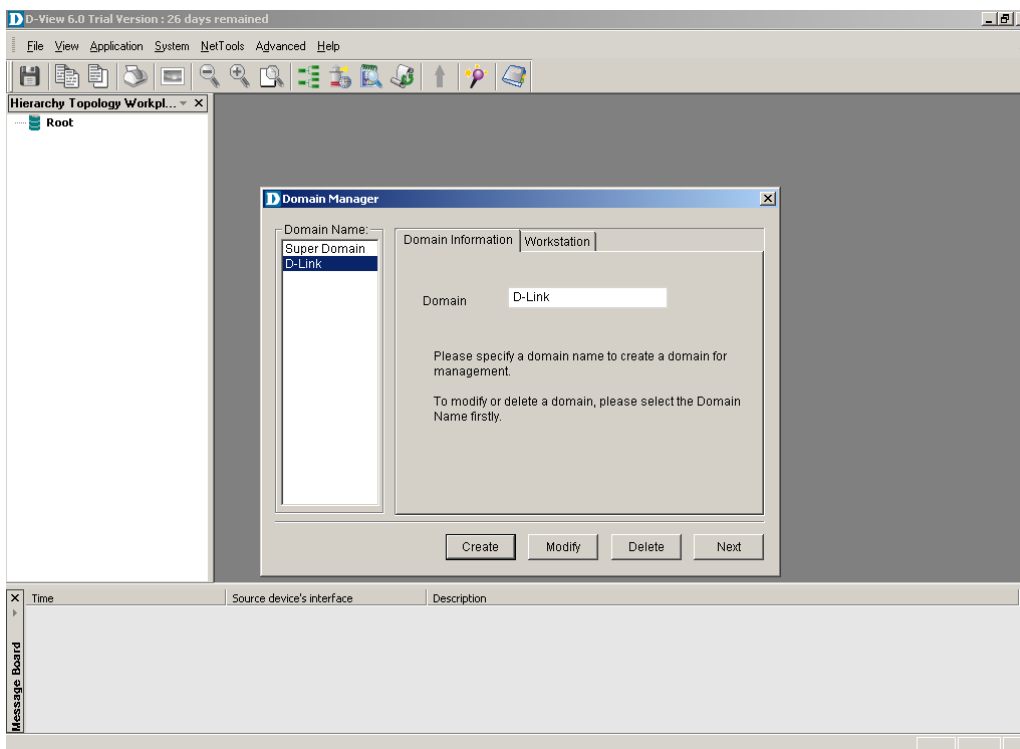 D-View 6.0 Trial Version : 26 days remained
File View Application System NetTools Advanced Help
Hierarchy Topology Workpl...
Root
Domain Manager
Domain Name:
Super Domain
D-Link
Domain Information
Workstation
Domain
D-Link
Please specify a domain name to create a domain for
management.
To modify or delete a domain, please select the Domain
Name firstly.
Create
Modify
Delete
Next
Time
Source device's interface
Description
Message Board